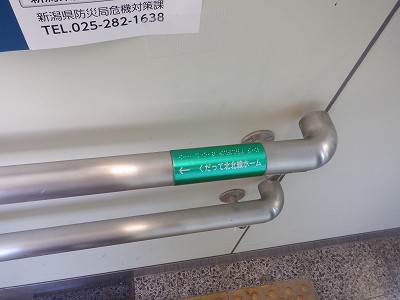 新潟県防災局危機対策課
TEL.025-282-1638
← くだって北北線ホーム